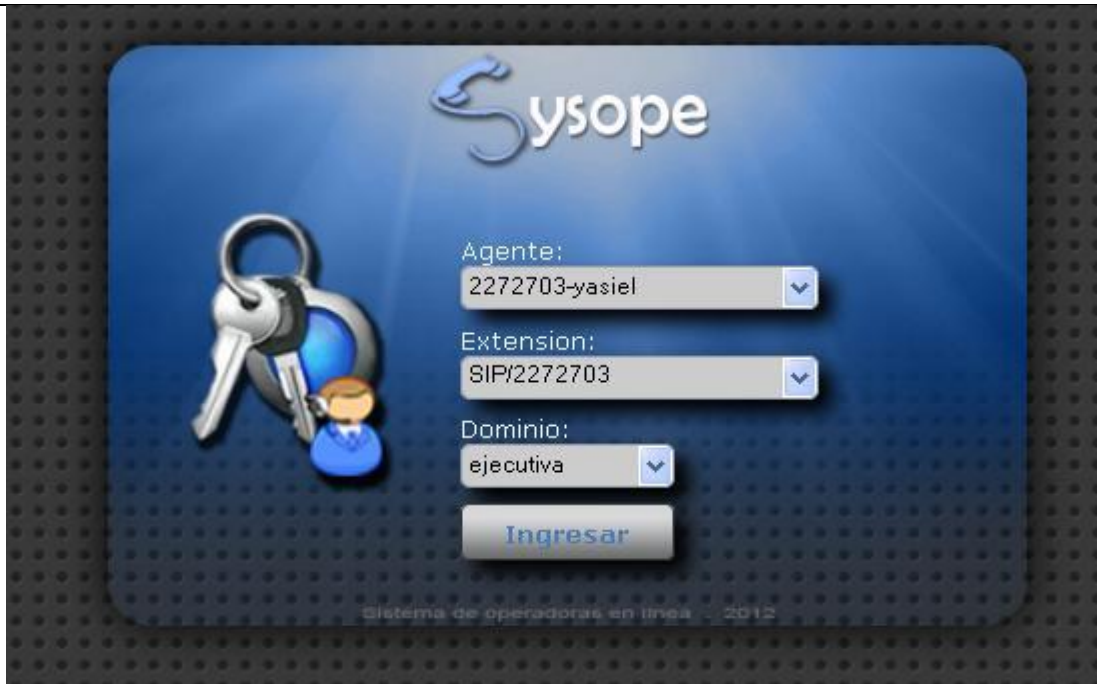 Sysope
Agente:
2272703-yasiel
Extension:
SIP/2272703
Dominio:
ejecutiva
Ingresar
Sistema de operadoras en linea . 2012